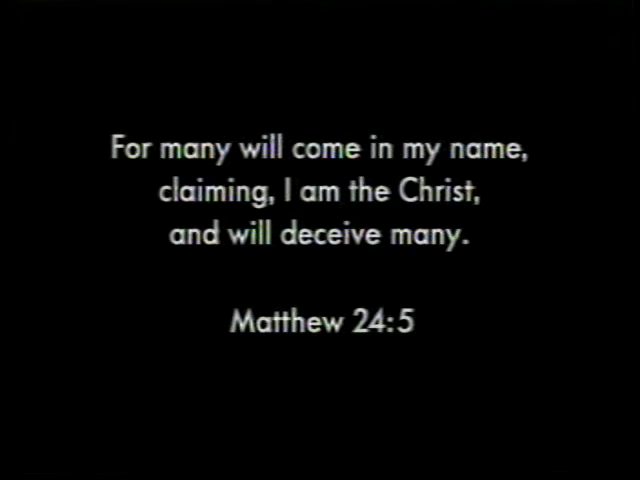 For many will come in my name,
claiming, I am the Christ,
and will deceive many.
Matthew 24:5